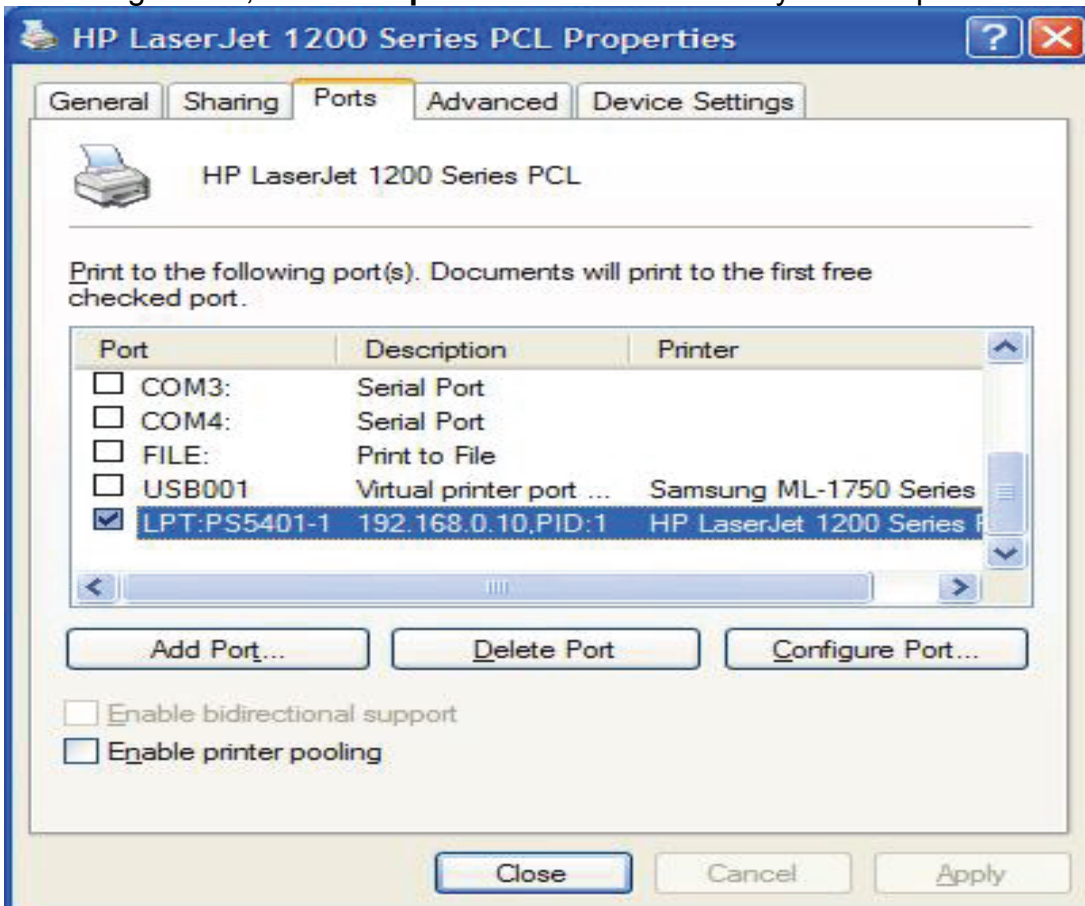 HP LaserJet 1200 Series PCL Properties
General Sharing Ports Advanced Device Settings
HP LaserJet 1200 Series PCL
Print to the following port(s). Documents will print to the first free
checked port.
Port Description Printer
COM3: Serial Port
COM4: Serial Port
FILE: Print to File
USB001 Virtual printer port ... Samsung ML-1750 Series
LPT:PS5401-1 192.168.0.10,PID:1 HP LaserJet 1200 Series
Add Port... Delete Port Configure Port...
Enable bidirectional support
Enable printer pooling
Close Cancel Apply